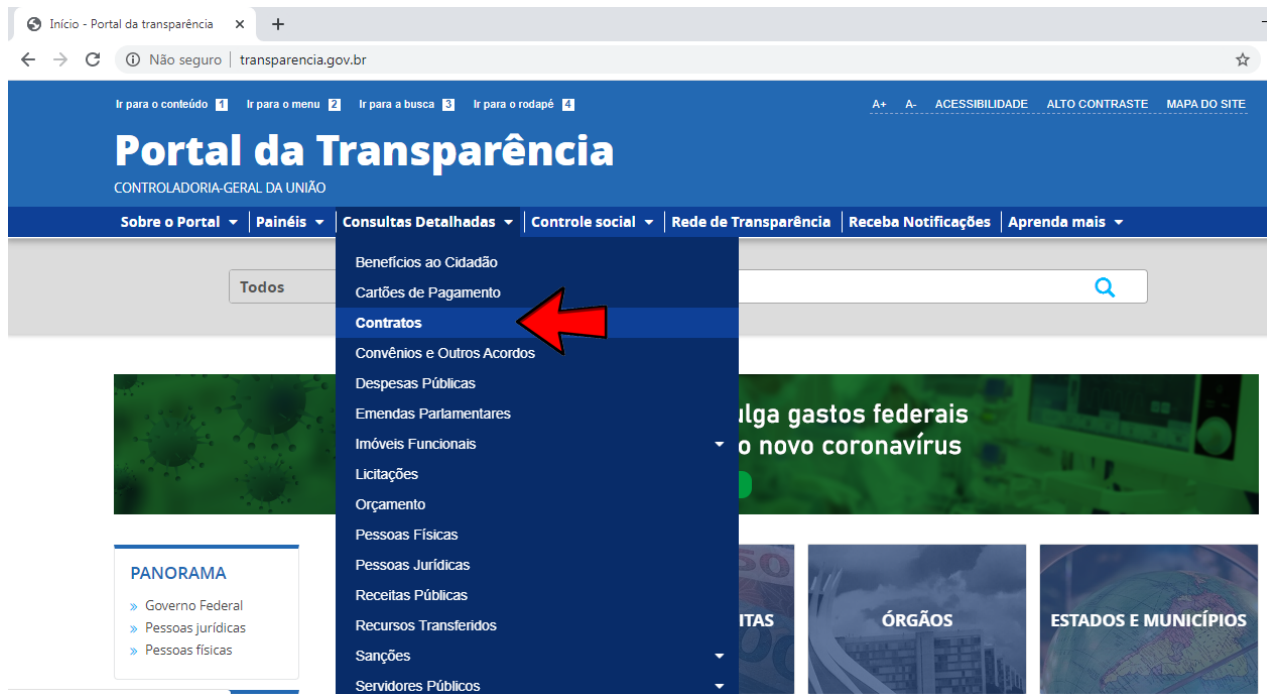 Início - Portal da transparência
Não seguro | transparencia.gov.br
Ir para o conteúdo 1 Ir para o menu 2 Ir para a busca 3 Ir para o rodapé 4
A+ A- ACESSIBILIDADE ALTO CONTRASTE MAPA DO SITE
Portal da Transparência
CONTROLADORIA-GERAL DA UNIÃO
Sobre o Portal Painéis Consultas Detalhadas Controle social Rede de Transparência Receba Notificações Aprenda mais
Todos
Benefícios ao Cidadão
Cartões de Pagamento
Contratos
Convênios e Outros Acordos
Despesas Públicas
Emendas Parlamentares
Imóveis Funcionais
Licitações
Orçamento
Pessoas Físicas
Pessoas Jurídicas
Receitas Públicas
Recursos Transferidos
Sanções
Servidores Públicos
gastos federais
o novo coronavírus
PANORAMA
» Governo Federal
» Pessoas jurídicas
» Pessoas físicas
ÓRGÃOS
ESTADOS E MUNICÍPIOS